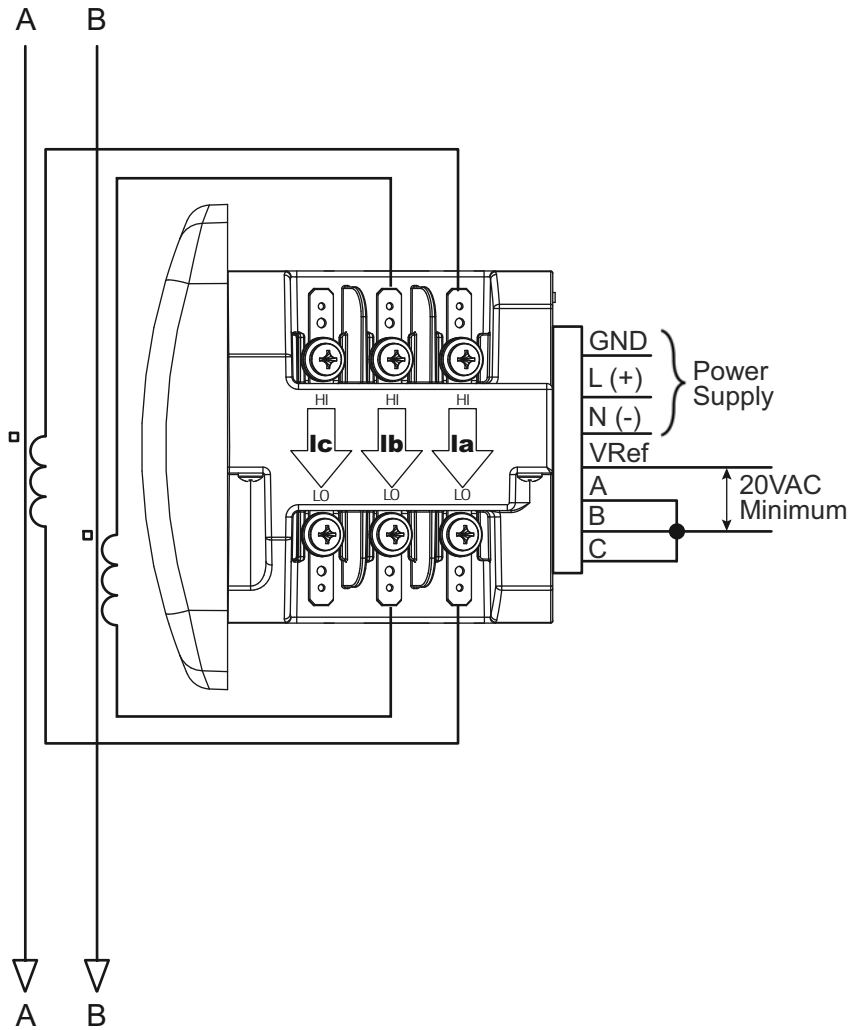 A B
GND
L (+)
N (-)
Power
Supply
HI HI HI
Ic Ib Ia
LO LO LO
VRef
A
B
C
20VAC
Minimum
A B